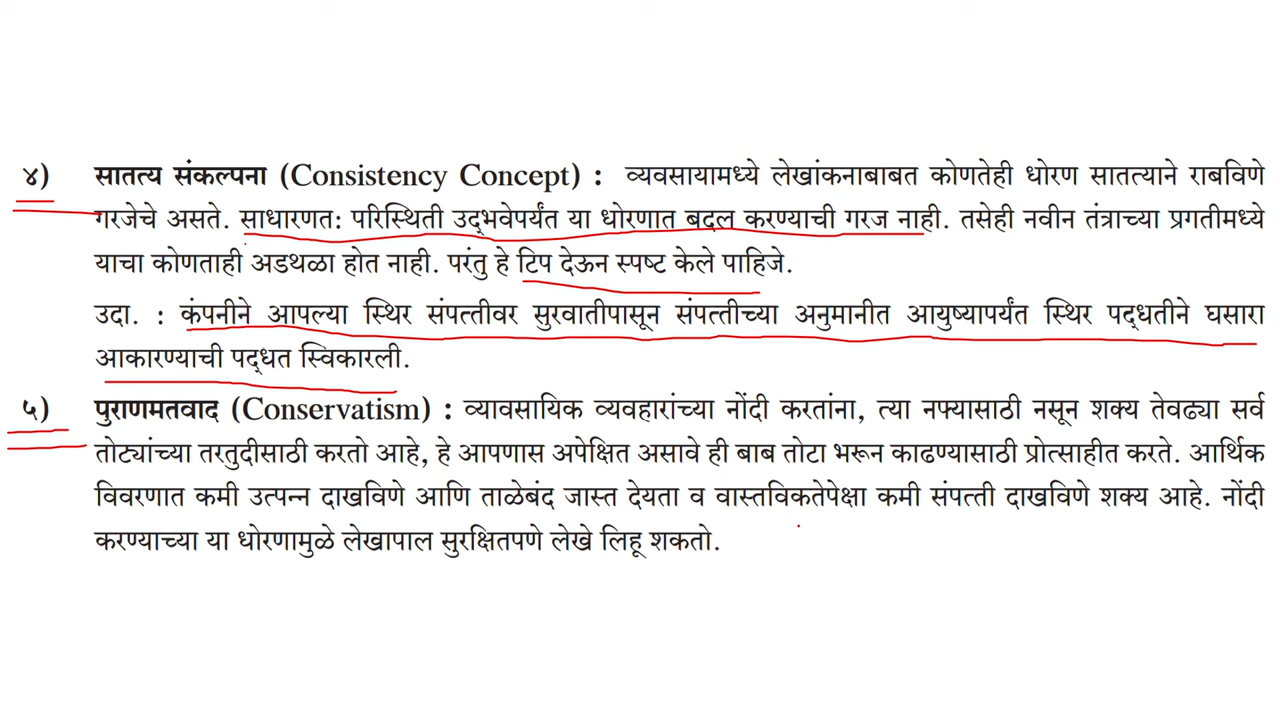 ४) सातत्य संकल्पना (Consistency Concept) : व्यवसायामध्ये लेखांकनाबाबत कोणतेही धोरण सातत्याने राबविणे
गरजेचे असते. साधारणतः परिस्थिती उद्भवेपर्यंत या धोरणात बदल करण्याची गरज नाही. तसेही नवीन तंत्राच्या प्रगतीमध्ये
याचा कोणताही अडथळा होत नाही. परंतु हे टिप देऊन स्पष्ट केले पाहिजे.
उदा. : कंपनीने आपल्या स्थिर संपत्तीवर सुरवातीपासून संपत्तीच्या अनुमानीत आयुष्यापर्यंत स्थिर पद्धतीने घसारा
आकारण्याची पद्धत स्विकारली.
५) पुराणमतवाद (Conservatism) : व्यावसायिक व्यवहारांच्या नोंदी करतांना, त्या नफ्यासाठी नसून शक्य तेवढ्या सर्व
तोट्यांच्या तरतुदीसाठी करतो आहे, हे आपणास अपेक्षित असावे ही बाब तोटा भरून काढण्यासाठी प्रोत्साहीत करते. आर्थिक
विवरणात कमी उत्पन्न दाखविणे आणि ताळेबंद जास्त देयता व वास्तविकतेपेक्षा कमी संपत्ती दाखविणे शक्य आहे. नोंदी
करण्याच्या या धोरणामुळे लेखापाल सुरक्षितपणे लेखे लिहू शकतो.